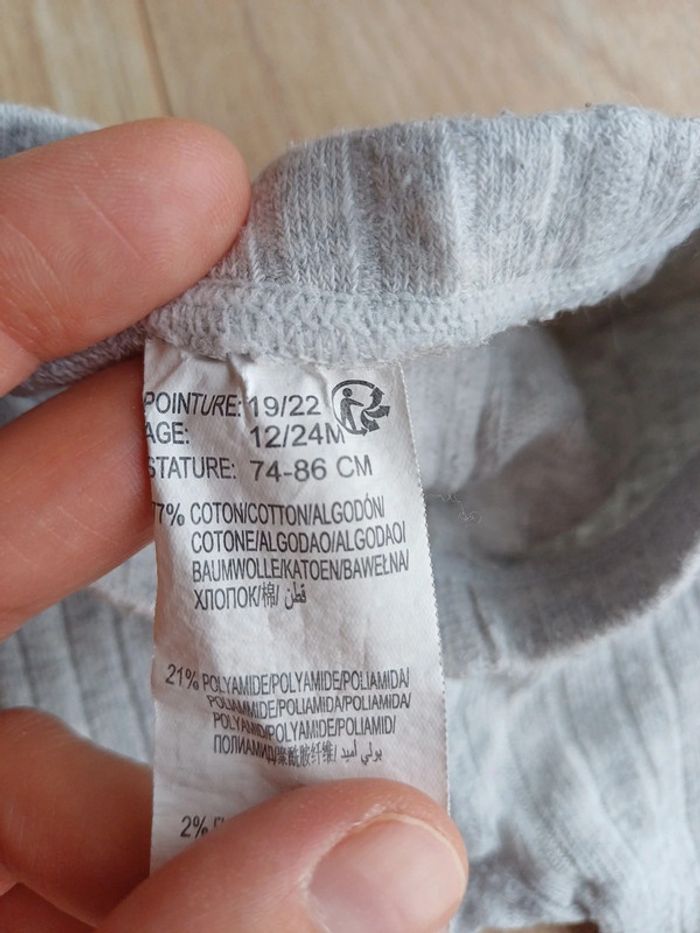 POINTURE: 19/22
AGE: 12/24M
STATURE: 74-86 CM
77% COTON/COTTON/ALGODÓN/
COTONE/ALGODAO/ALGODAO/
BAUMWOLLE/KATOEN/BAWEŁNA/
ХЛОПОК/棉/ قطن
21% POLYAMIDE/POLYAMIDE/POLIAMIDA/
POLIAMMIDE/POLIAMIDA/POLIAMIDA/
POLYAMID/POLYAMIDE/POLIAMID/
ПОЛИАМИД/聚酰胺纤维/ بولي أميد
2%